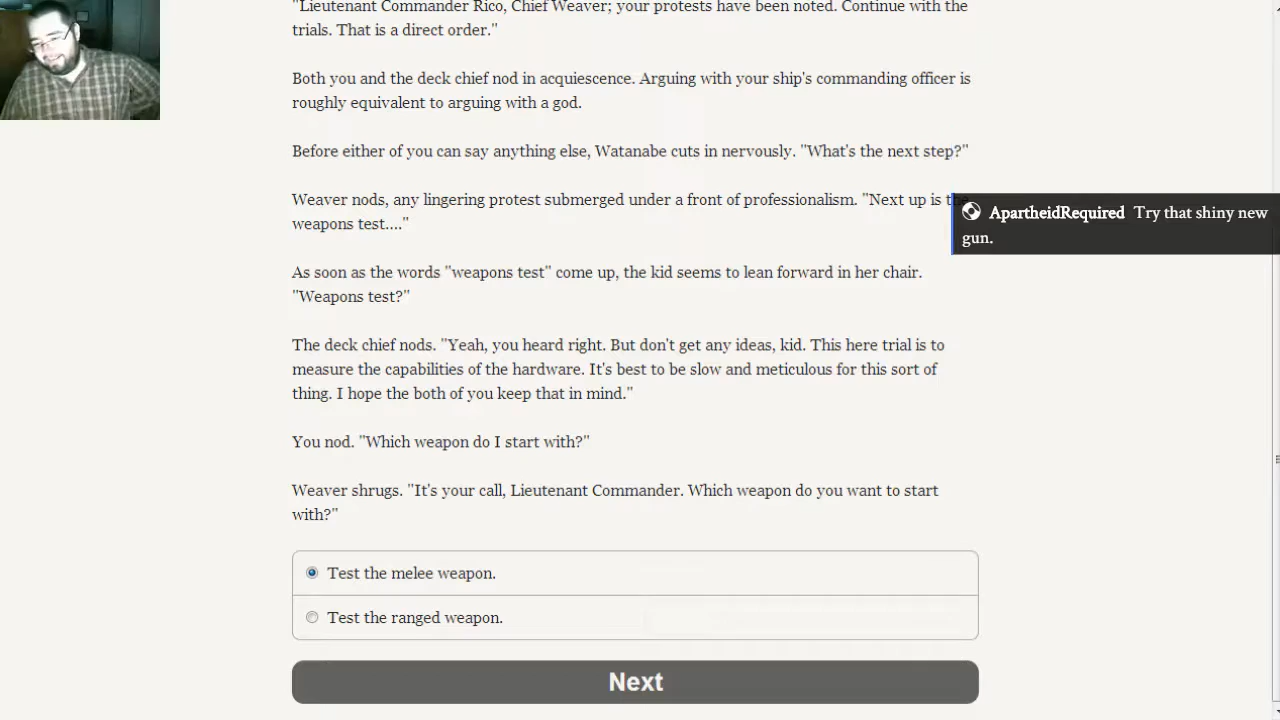 "Lieutenant Commander Rico, Chief Weaver; your protests have been noted. Continue with the
trials. That is a direct order."
Both you and the deck chief nod in acquiescence. Arguing with your ship's commanding officer is
roughly equivalent to arguing with a god.
Before either of you can say anything else, Watanabe cuts in nervously. "What's the next step?"
Weaver nods, any lingering protest submerged under a front of professionalism. "Next up is the
weapons test...."
ApartheidRequired Try that shiny new
gun.
As soon as the words "weapons test" come up, the kid seems to lean forward in her chair.
"Weapons test?"
The deck chief nods. "Yeah, you heard right. But don't get any ideas, kid. This here trial is to
measure the capabilities of the hardware. It's best to be slow and meticulous for this sort of
thing. I hope the both of you keep that in mind."
You nod. "Which weapon do I start with?"
Weaver shrugs. "It's your call, Lieutenant Commander. Which weapon do you want to start
with?"
Test the melee weapon.
Test the ranged weapon.
Next